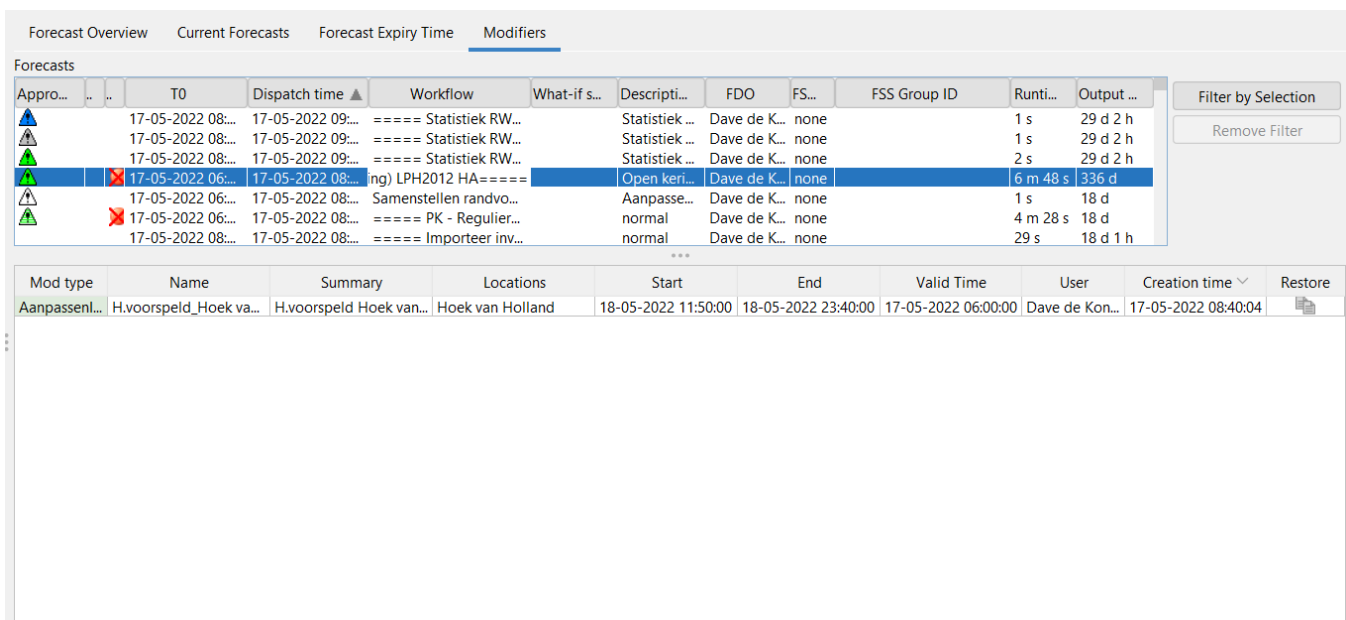 Forecast Overview Current Forecasts Forecast Expiry Time Modifiers
Forecasts
Appro... .. .. T0 Dispatch time Workflow What-if s... Descripti... FDO FS... FSS Group ID Runti... Output ... Filter by Selection
17-05-2022 08:... 17-05-2022 09:... ===== Statistiek RW... Statistiek ... Dave de K... none 1 s 29 d 2 h
17-05-2022 08:... 17-05-2022 09:... ===== Statistiek RW... Statistiek ... Dave de K... none 1 s 29 d 2 h Remove Filter
17-05-2022 08:... 17-05-2022 09:... ===== Statistiek RW... Statistiek ... Dave de K... none 2 s 29 d 2 h
17-05-2022 06:... 17-05-2022 08:... ing) LPH2012 HA===== Open keri... Dave de K... none 6 m 48 s 336 d
17-05-2022 06:... 17-05-2022 08:... Samenstellen randvo... Aanpasse... Dave de K... none 1 s 18 d
17-05-2022 06:... 17-05-2022 08:... ===== PK - Regulier... normal Dave de K... none 4 m 28 s 18 d
17-05-2022 08:... 17-05-2022 08:... ===== Importeer inv... normal Dave de K... none 29 s 18 d 1 h
Mod type Name Summary Locations Start End Valid Time User Creation time Restore
Aanpassenl... H.voorspeld_Hoek va... H.voorspeld Hoek van... Hoek van Holland 18-05-2022 11:50:00 18-05-2022 23:40:00 17-05-2022 06:00:00 Dave de Kon... 17-05-2022 08:40:04